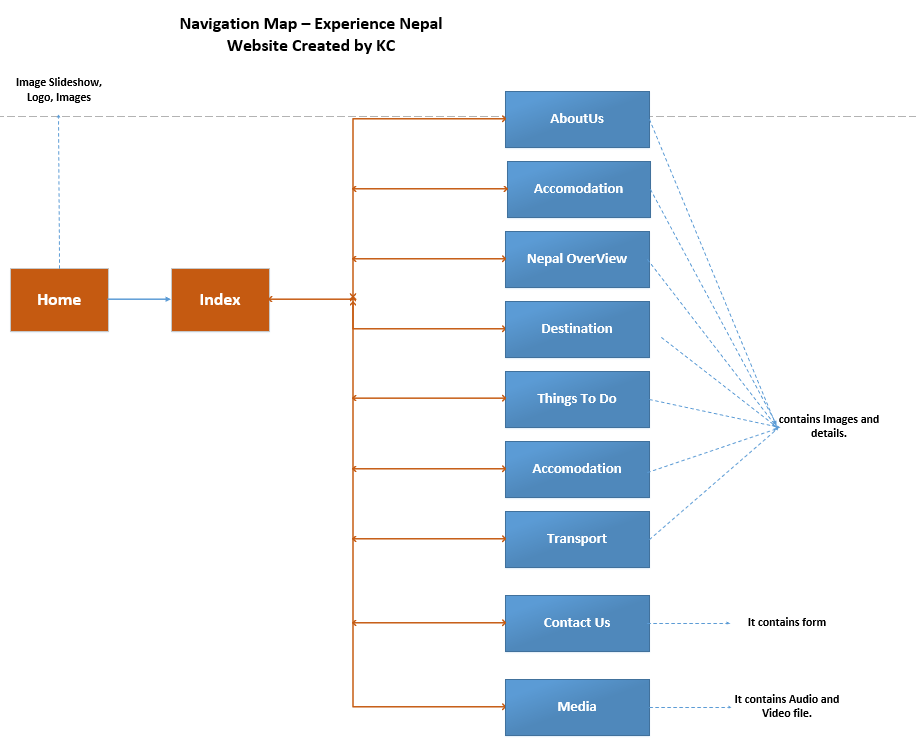 Navigation Map – Experience Nepal
Website Created by KC
Image Slideshow,
Logo, Images
AboutUs
Accomodation
Nepal OverView
Home
Index
Destination
Things To Do
contains Images and
details.
Accomodation
Transport
Contact Us
It contains form
Media
It contains Audio and
Video file.